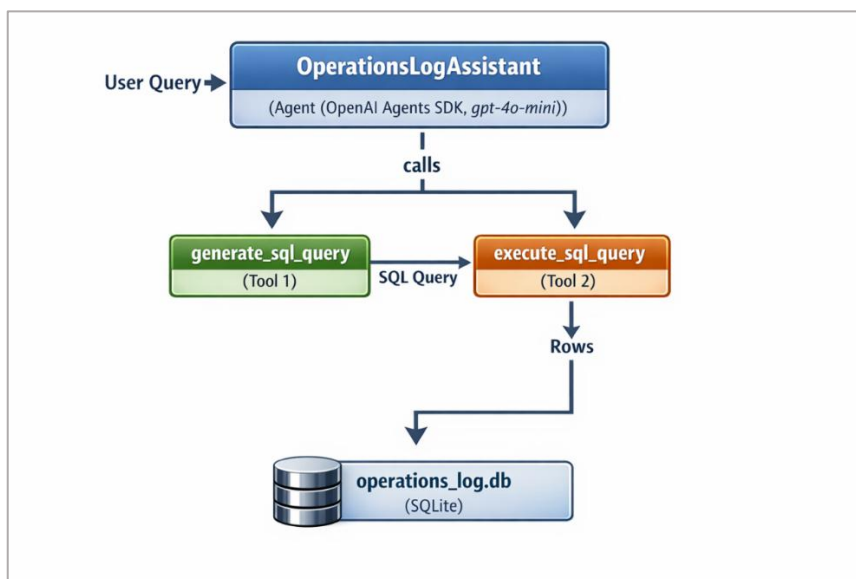 OperationsLogAssistant
User Query
(Agent (OpenAI Agents SDK, gpt-4o-mini))
calls
generate_sql_query
(Tool 1)
SQL Query
execute_sql_query
(Tool 2)
Rows
operations_log.db
(SQLite)